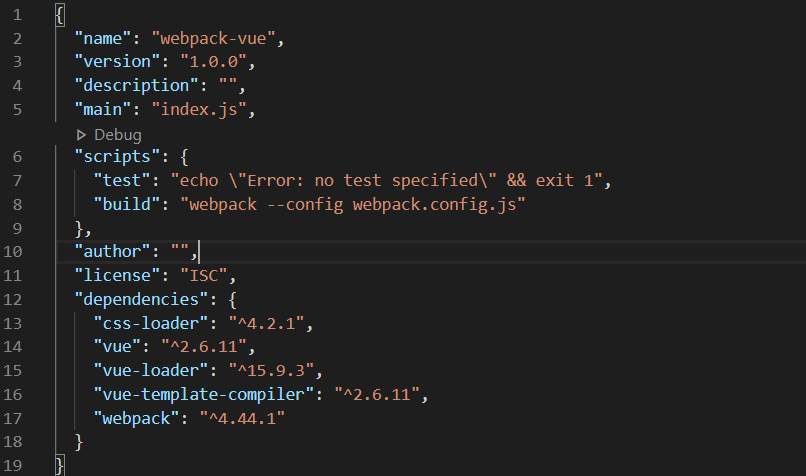 1 {
2   "name": "webpack-vue",
3   "version": "1.0.0",
4   "description": "",
5   "main": "index.js",
▷ Debug
6   "scripts": {
7     "test": "echo \"Error: no test specified\" && exit 1",
8     "build": "webpack --config webpack.config.js"
9   },
10   "author": "",
11   "license": "ISC",
12   "dependencies": {
13     "css-loader": "^4.2.1",
14     "vue": "^2.6.11",
15     "vue-loader": "^15.9.3",
16     "vue-template-compiler": "^2.6.11",
17     "webpack": "^4.44.1"
18   }
19 }